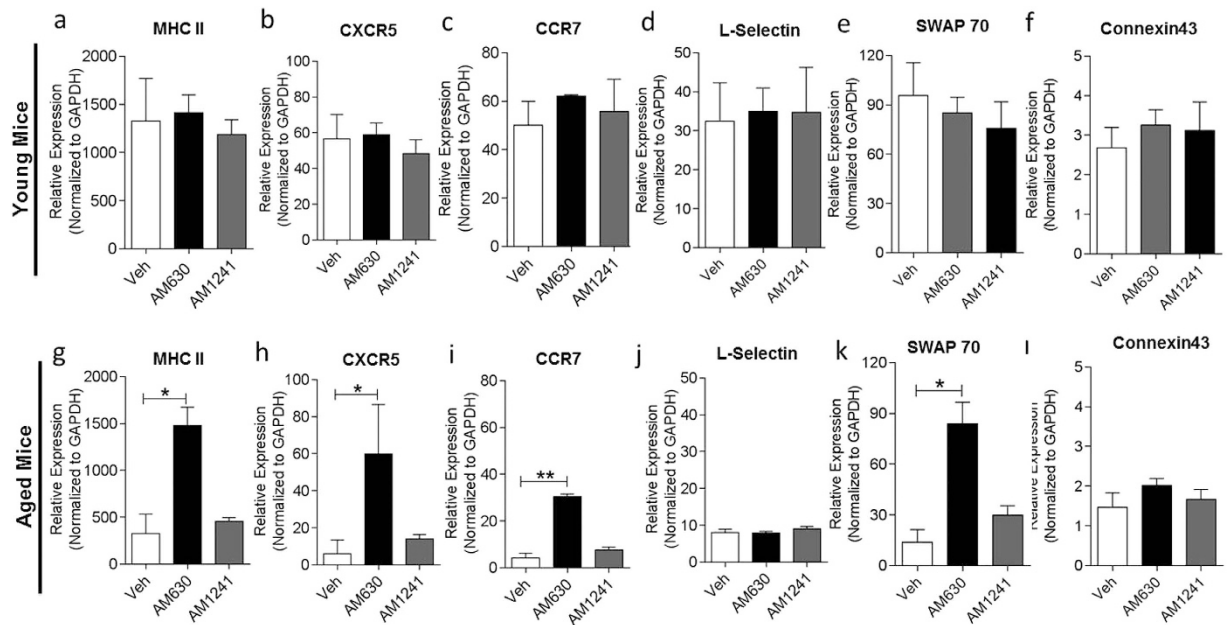 Young Mice
a
MHC II
Relative Expression
(Normalized to GAPDH)
2000
1500
1000
500
0
Veh
AM630
AM1241
b
CXCR5
Relative Expression
(Normalized to GAPDH)
100
80
60
40
20
0
Veh
AM630
AM1241
c
CCR7
Relative Expression
(Normalized to GAPDH)
80
60
40
20
0
Veh
AM630
AM1241
d
L-Selectin
Relative Expression
(Normalized to GAPDH)
50
40
30
20
10
0
Veh
AM630
AM1241
e
SWAP 70
Relative Expression
(Normalized to GAPDH)
120
90
60
30
0
Veh
AM630
AM1241
f
Connexin43
Relative Expression
(Normalized to GAPDH)
5
4
3
2
1
0
Veh
AM630
AM1241
Aged Mice
g
MHC II
Relative Expression
(Normalized to GAPDH)
2000
1500
1000
500
0
*
Veh
AM630
AM1241
h
CXCR5
Relative Expression
(Normalized to GAPDH)
100
80
60
40
20
0
*
Veh
AM630
AM1241
i
CCR7
Relative Expression
(Normalized to GAPDH)
80
60
40
20
0
**
Veh
AM630
AM1241
j
L-Selectin
Relative Expression
(Normalized to GAPDH)
50
40
30
20
10
0
Veh
AM630
AM1241
k
SWAP 70
Relative Expression
(Normalized to GAPDH)
120
90
60
30
0
*
Veh
AM630
AM1241
l
Connexin43
Relative Expression
(Normalized to GAPDH)
5
4
3
2
1
0
Veh
AM630
AM1241